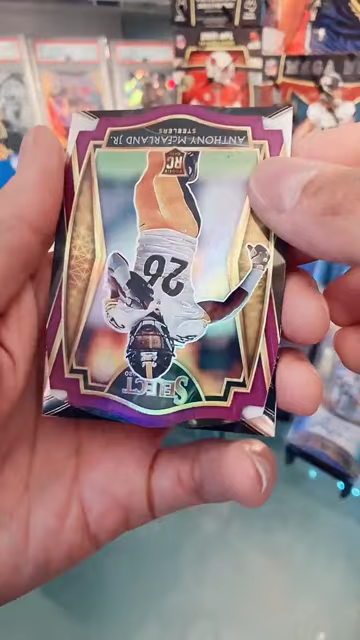 ANTHONY MCFARLAND JR.
STEELERS
RC
26
SELECT